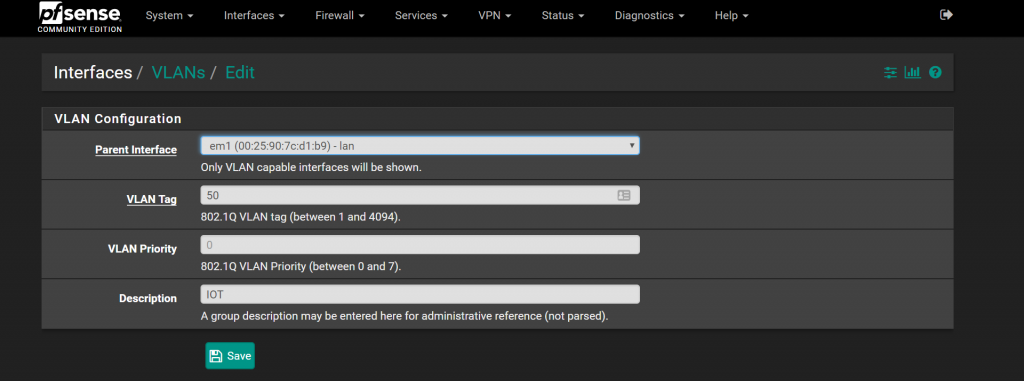 pfsense
COMMUNITY EDITION
System Interfaces Firewall Services VPN Status Diagnostics Help
Interfaces / VLANs / Edit
VLAN Configuration
Parent Interface
em1 (00:25:90:7c:d1:b9) - lan
Only VLAN capable interfaces will be shown.
VLAN Tag
50
802.1Q VLAN tag (between 1 and 4094).
VLAN Priority
0
802.1Q VLAN Priority (between 0 and 7).
Description
IOT
A group description may be entered here for administrative reference (not parsed).
Save